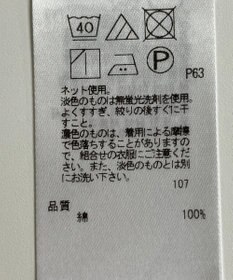 40
P
P63
ネット使用。
淡色のものは無蛍光洗剤を使用。
よくすすぎ、絞りの後すぐに干
すこと。
濃色のものは、着用による摩擦
で色落ちすることがありますの
で、組合せの衣服にご注意くだ
さい。また、淡色のものとは別
にお洗い下さい。
107
品質
綿 100%